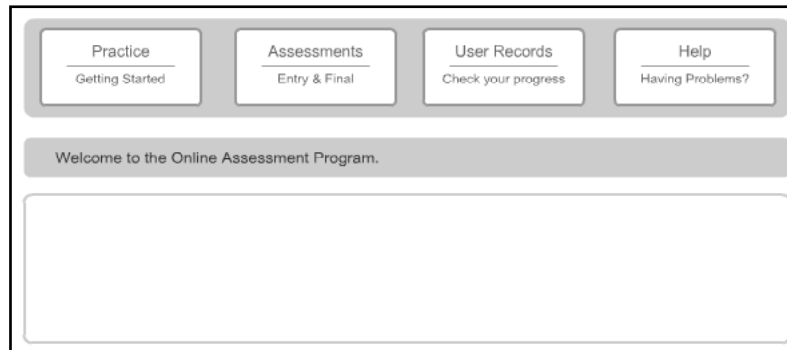 Practice
Getting Started
Assessments
Entry & Final
User Records
Check your progress
Help
Having Problems?
Welcome to the Online Assessment Program.